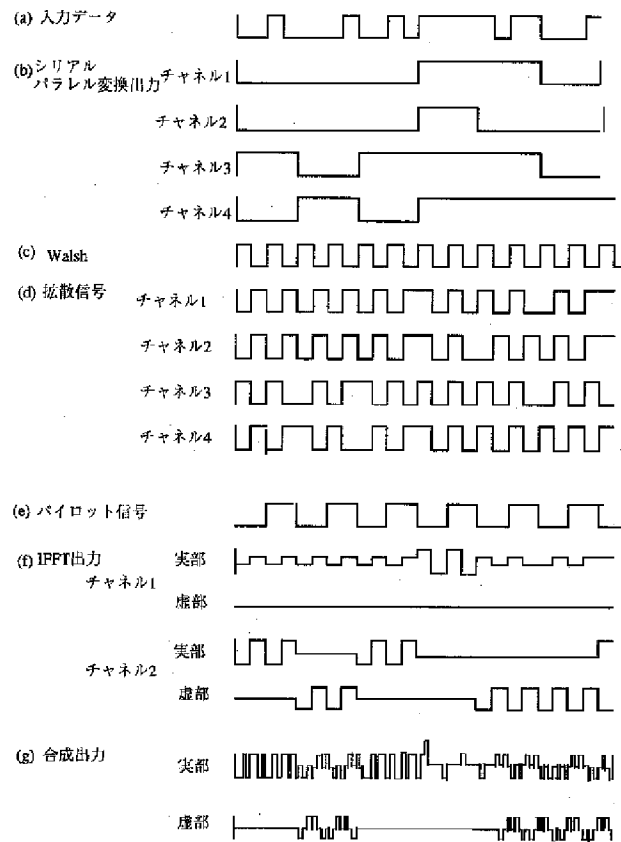 (a) 入力データ
(b) シリアル
パラレル変換出力
チャネル1
チャネル2
チャネル3
チャネル4
(c) Walsh
(d) 拡散信号
チャネル1
チャネル2
チャネル3
チャネル4
(e) パイロット信号
(f) IFFT出力
実部
チャネル1
虚部
実部
チャネル2
虚部
(g) 合成出力
実部
虚部